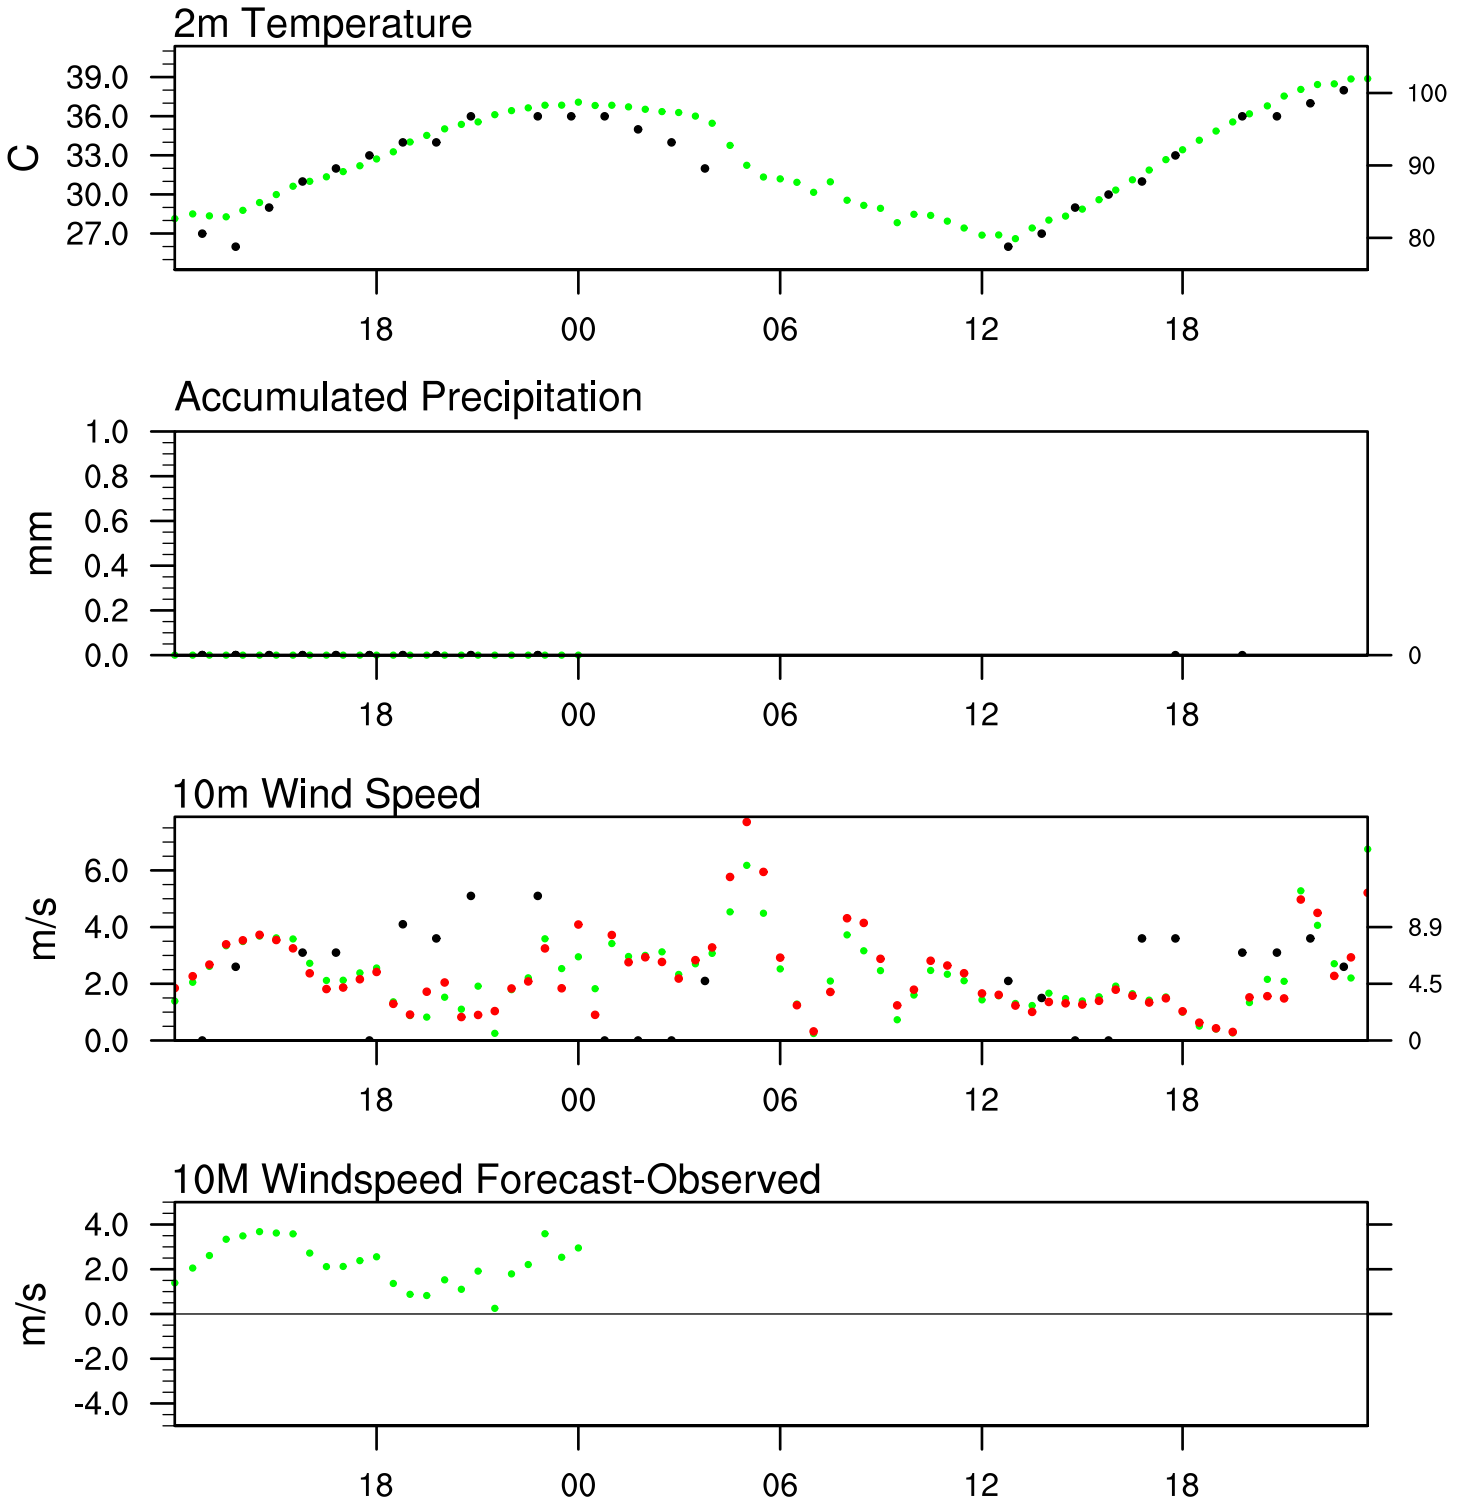 2m Temperature
39.0
36.0
33.0
30.0
27.0
C
100
90
80
18 00 06 12 18
Accumulated Precipitation
1.0
0.8
0.6
0.4
0.2
0.0
mm
0
18 00 06 12 18
10m Wind Speed
6.0
4.0
2.0
0.0
m/s
8.9
4.5
0
18 00 06 12 18
10M Windspeed Forecast-Observed
4.0
2.0
0.0
-2.0
-4.0
m/s
18 00 06 12 18